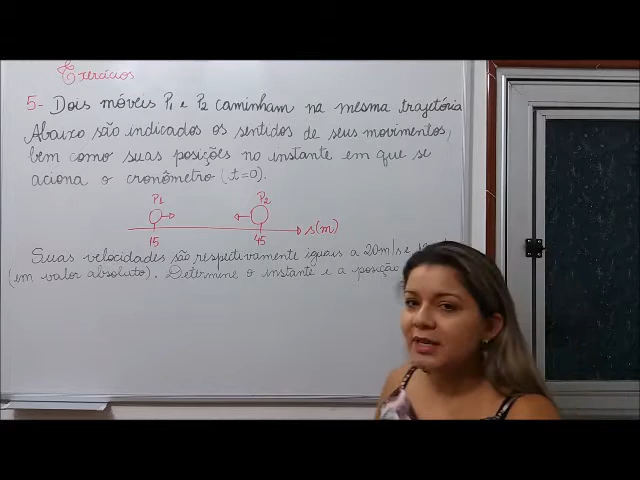 Exercícios
5- Dois móveis P1 e P2 caminham na mesma trajetória
Abaixo são indicados os sentidos de seus movimentos,
bem como suas posições no instante em que se
aciona o cronômetro (t=0).
P1 P2
15 45 s(m)
Suas velocidades são respectivamente iguais a 20m/s e
(em valor absoluto). Determine o instante e a posição